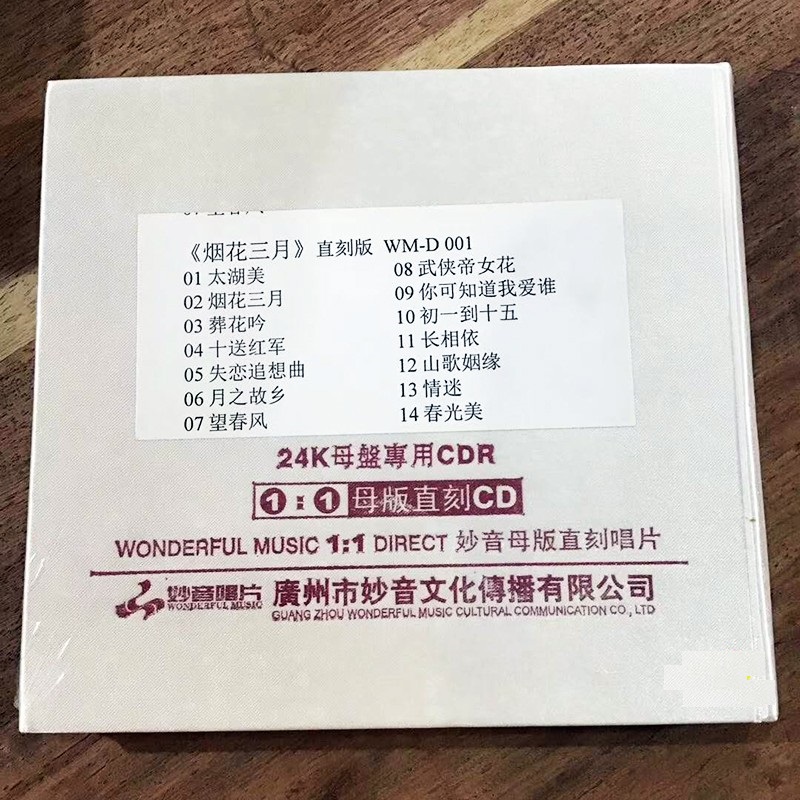 《烟花三月》直刻版 WM-D 001
01 太湖美
02 烟花三月
03 葬花吟
04 十送红军
05 失恋追想曲
06 月之故乡
07 望春风
08 武侠帝女花
09 你可知道我爱谁
10 初一到十五
11 长相依
12 山歌姻缘
13 情迷
14 春光美
24K母盤專用CDR
1:1母版直刻CD
WONDERFUL MUSIC 1:1 DIRECT 妙音母版直刻唱片
妙音唱片
WONDERFUL MUSIC
廣州市妙音文化傳播有限公司
GUANG ZHOU WONDERFUL MUSIC CULTURAL COMMUNICATION CO., LTD